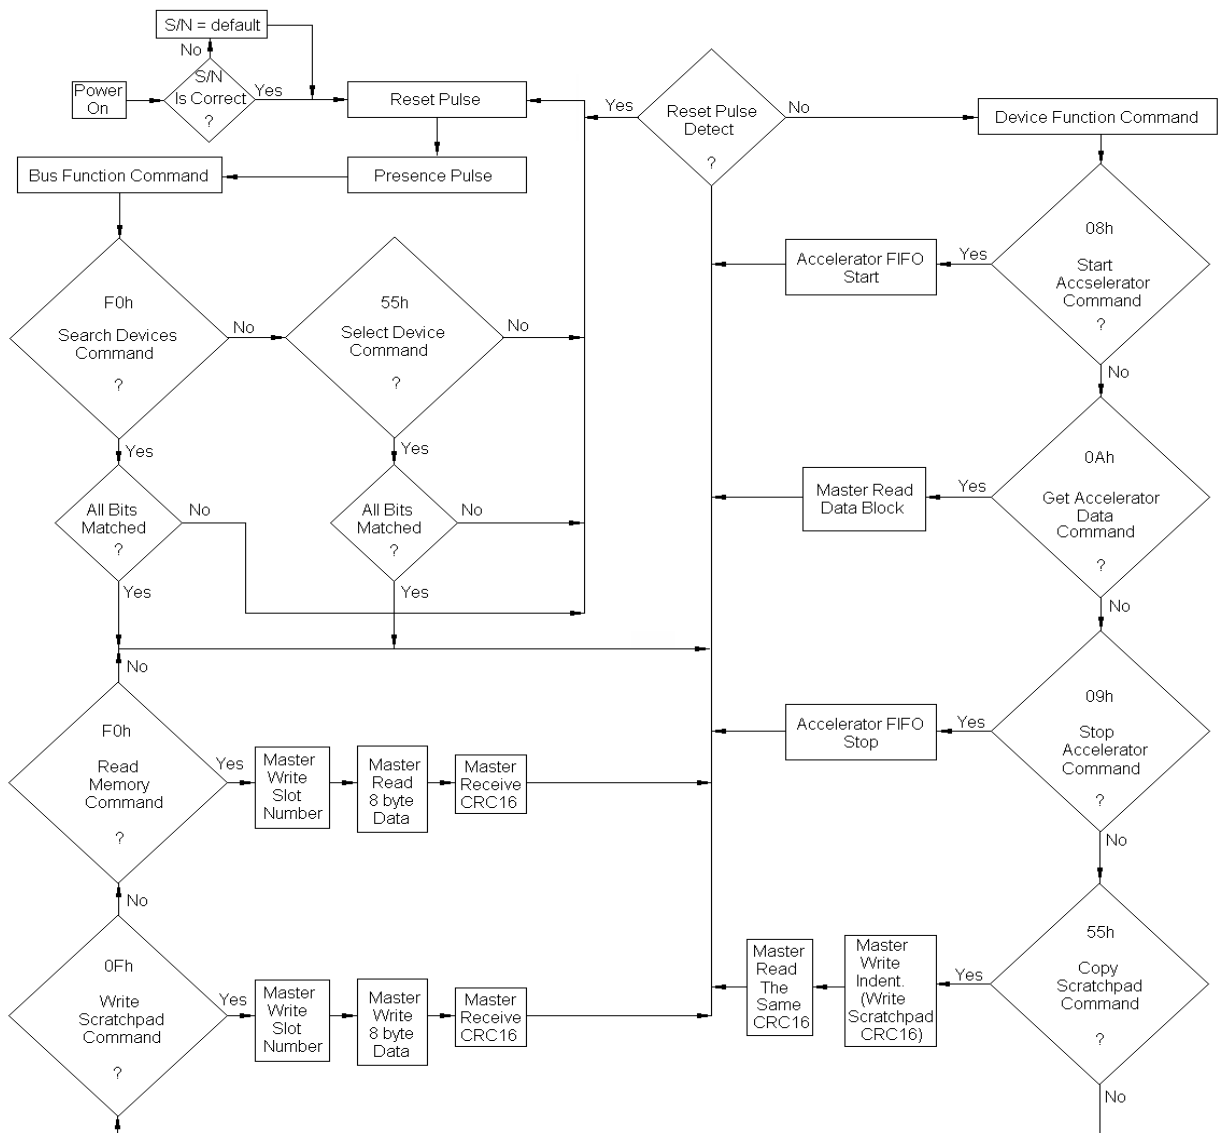 S/N = default
No
S/N
Is Correct
?
Yes
Power
On
Reset Pulse
Presence Pulse
Bus Function Command
F0h
Search Devices
Command
?
No
Yes
55h
Select Device
Command
?
No
Yes
All Bits
Matched
?
No
Yes
All Bits
Matched
?
No
Yes
Reset Pulse
Detect
?
Yes
No
Device Function Command
08h
Start
Accselerator
Command
?
Yes
Accelerator FIFO
Start
No
0Ah
Get Accelerator
Data
Command
?
Yes
Master Read
Data Block
No
09h
Stop
Accelerator
Command
?
Yes
Accelerator FIFO
Stop
No
55h
Copy
Scratchpad
Command
?
Yes
Master
Write
Indent.
(Write
Scratchpad
CRC16)
Master
Read
The
Same
CRC16
No
0Fh
Write
Scratchpad
Command
?
Yes
Master
Write
Slot
Number
Master
Write
8 byte
Data
Master
Receive
CRC16
No
F0h
Read
Memory
Command
?
Yes
Master
Write
Slot
Number
Master
Read
8 byte
Data
Master
Receive
CRC16
No